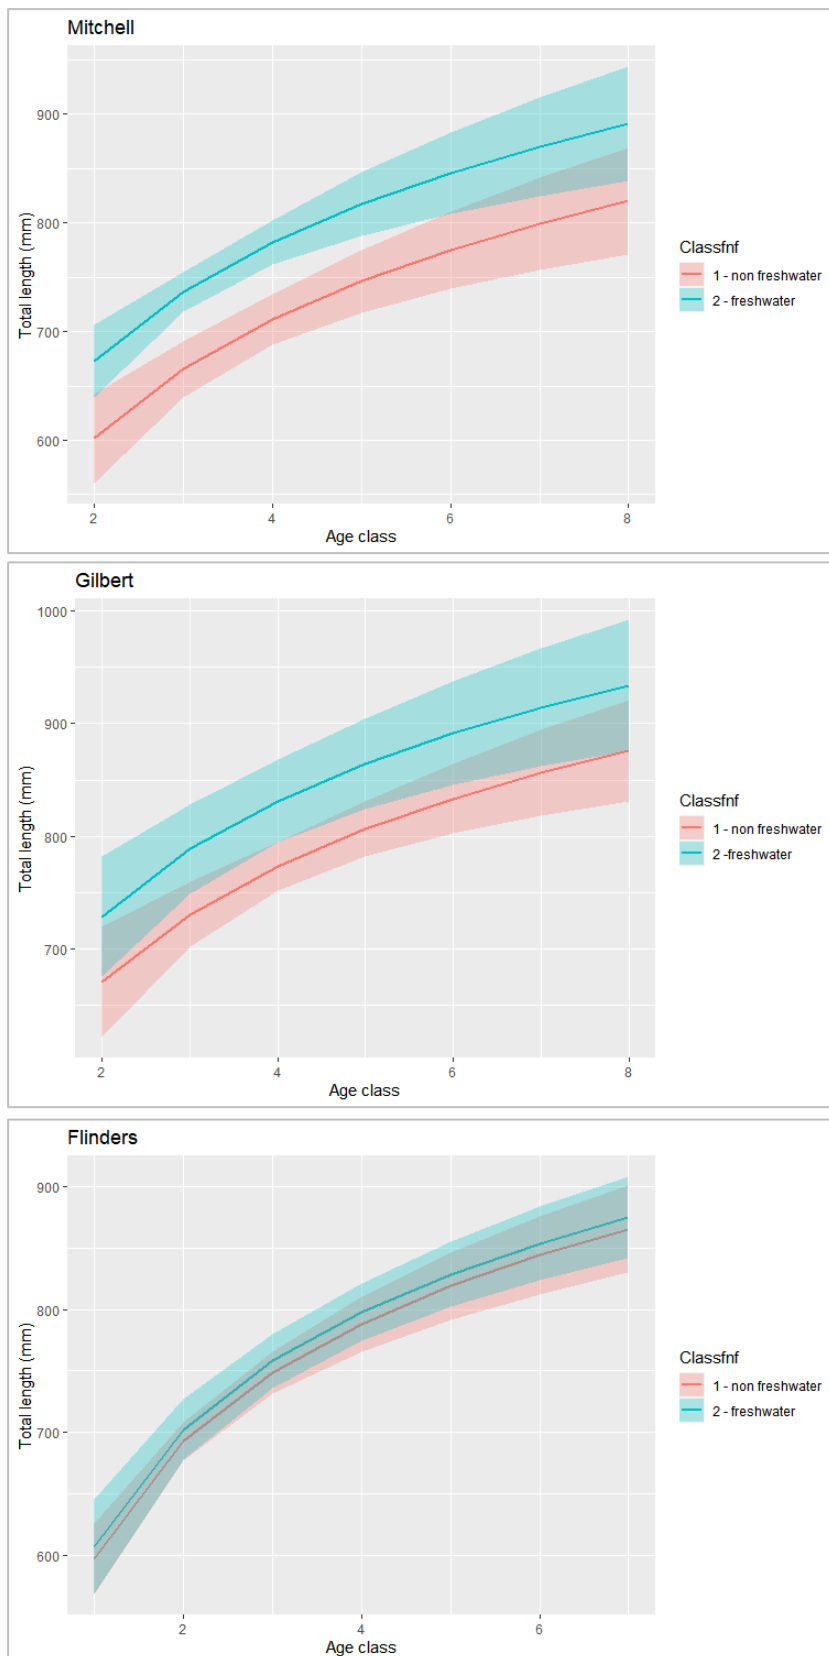 Mitchell
900
800
700
600
Total length (mm)
2
4
6
8
Age class
Classfnf
1 - non freshwater
2 - freshwater
Gilbert
1000
900
800
700
Total length (mm)
2
4
6
8
Age class
Classfnf
1 - non freshwater
2 -freshwater
Flinders
900
800
700
600
Total length (mm)
2
4
6
Age class
Classfnf
1 - non freshwater
2 - freshwater